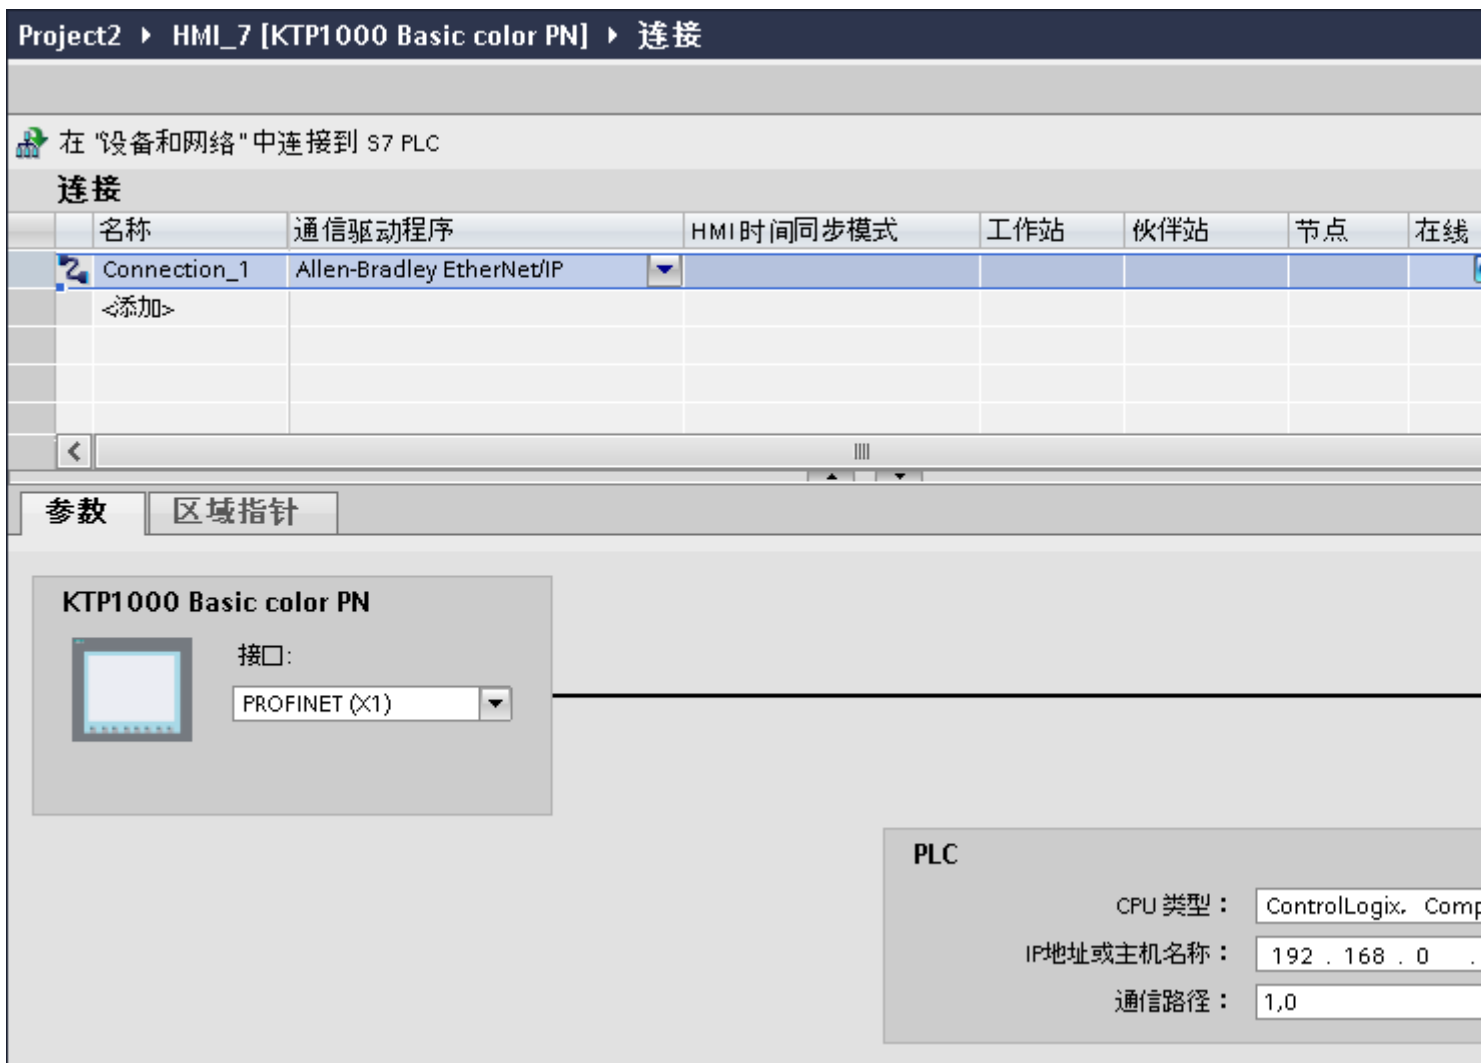 Project2 ▸ HMI_7 [KTP1000 Basic color PN] ▸ 连接
在 "设备和网络" 中连接到 S7 PLC
连接
名称 通信驱动程序 HMI时间同步模式 工作站 伙伴站 节点 在线
Connection_1 Allen-Bradley EtherNet/IP
<添加>
参数 区域指针
KTP1000 Basic color PN
接口:
PROFINET (X1)
PLC
CPU 类型： ControlLogix, Comp
IP地址或主机名称： 192 . 168 . 0 .
通信路径： 1,0